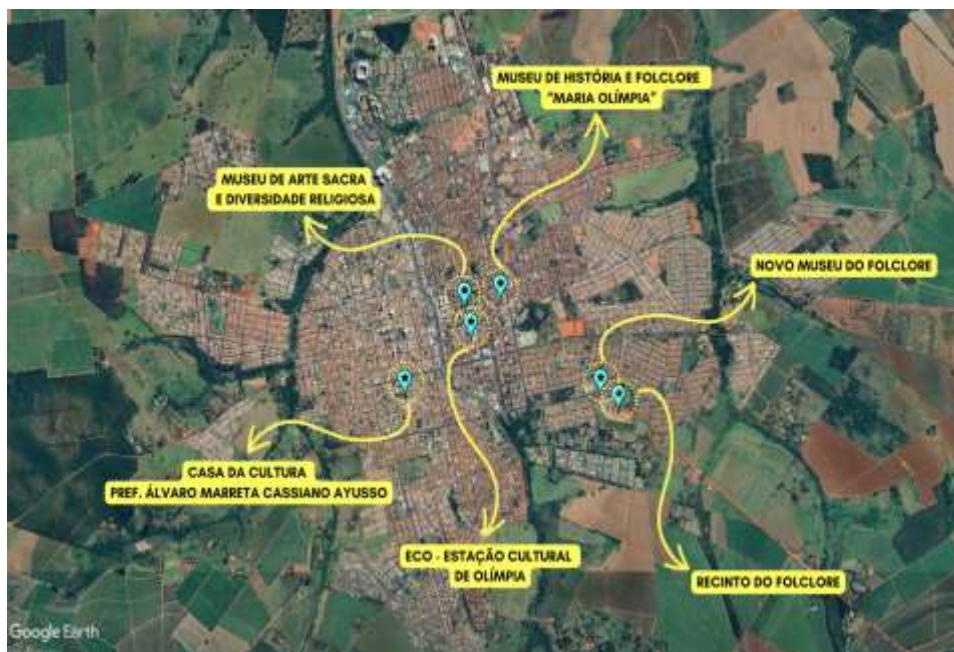 MUSEU DE HISTÓRIA E FOLCLORE
"MARIA OLÍMPIA"
MUSEU DE ARTE SACRA
E DIVERSIDADE RELIGIOSA
NOVO MUSEU DO FOLCLORE
CASA DA CULTURA
PREF. ÁLVARO MARRETA CASSIANO AYUSSO
ECO - ESTAÇÃO CULTURAL
DE OLÍMPIA
RECINTO DO FOLCLORE
Google Earth